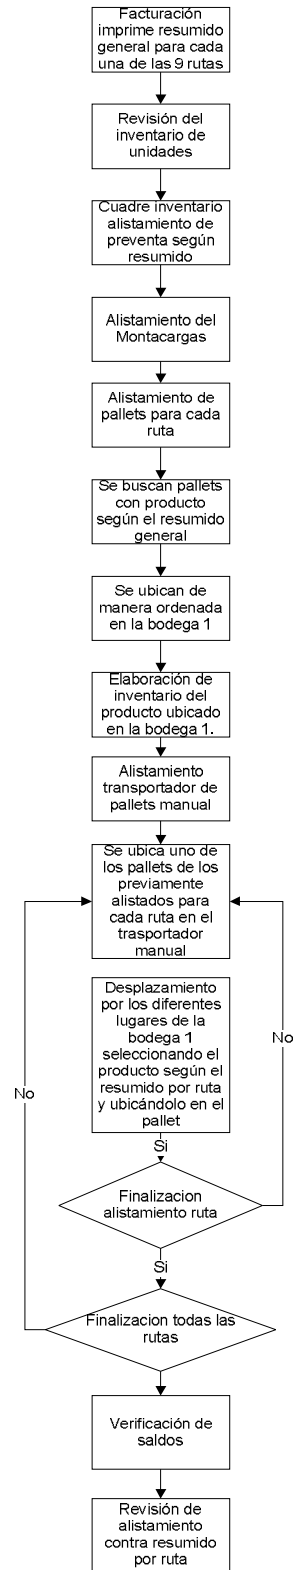 Facturación
imprime resumido
general para cada
una de las 9 rutas
Revisión del
inventario de
unidades
Cuadre inventario
alistamiento de
preventa según
resumido
Alistamiento del
Montacargas
Alistamiento de
pallets para cada
ruta
Se buscan pallets
con producto
según el resumido
general
Se ubican de
manera ordenada
en la bodega 1
Elaboración de
inventario del
producto ubicado
en la bodega 1.
Alistamiento
transportador de
pallets manual
Se ubica uno de
los pallets de los
previamente
alistados para
cada ruta en el
trasportador
manual
Desplazamiento
por los diferentes
lugares de la
bodega 1
seleccionando el
producto según el
resumido por ruta
y ubicándolo en el
pallet
No
No
Si
Finalizacion
alistamiento ruta
Si
Finalizacion todas las
rutas
Verificación de
saldos
Revisión de
alistamiento
contra resumido
por ruta